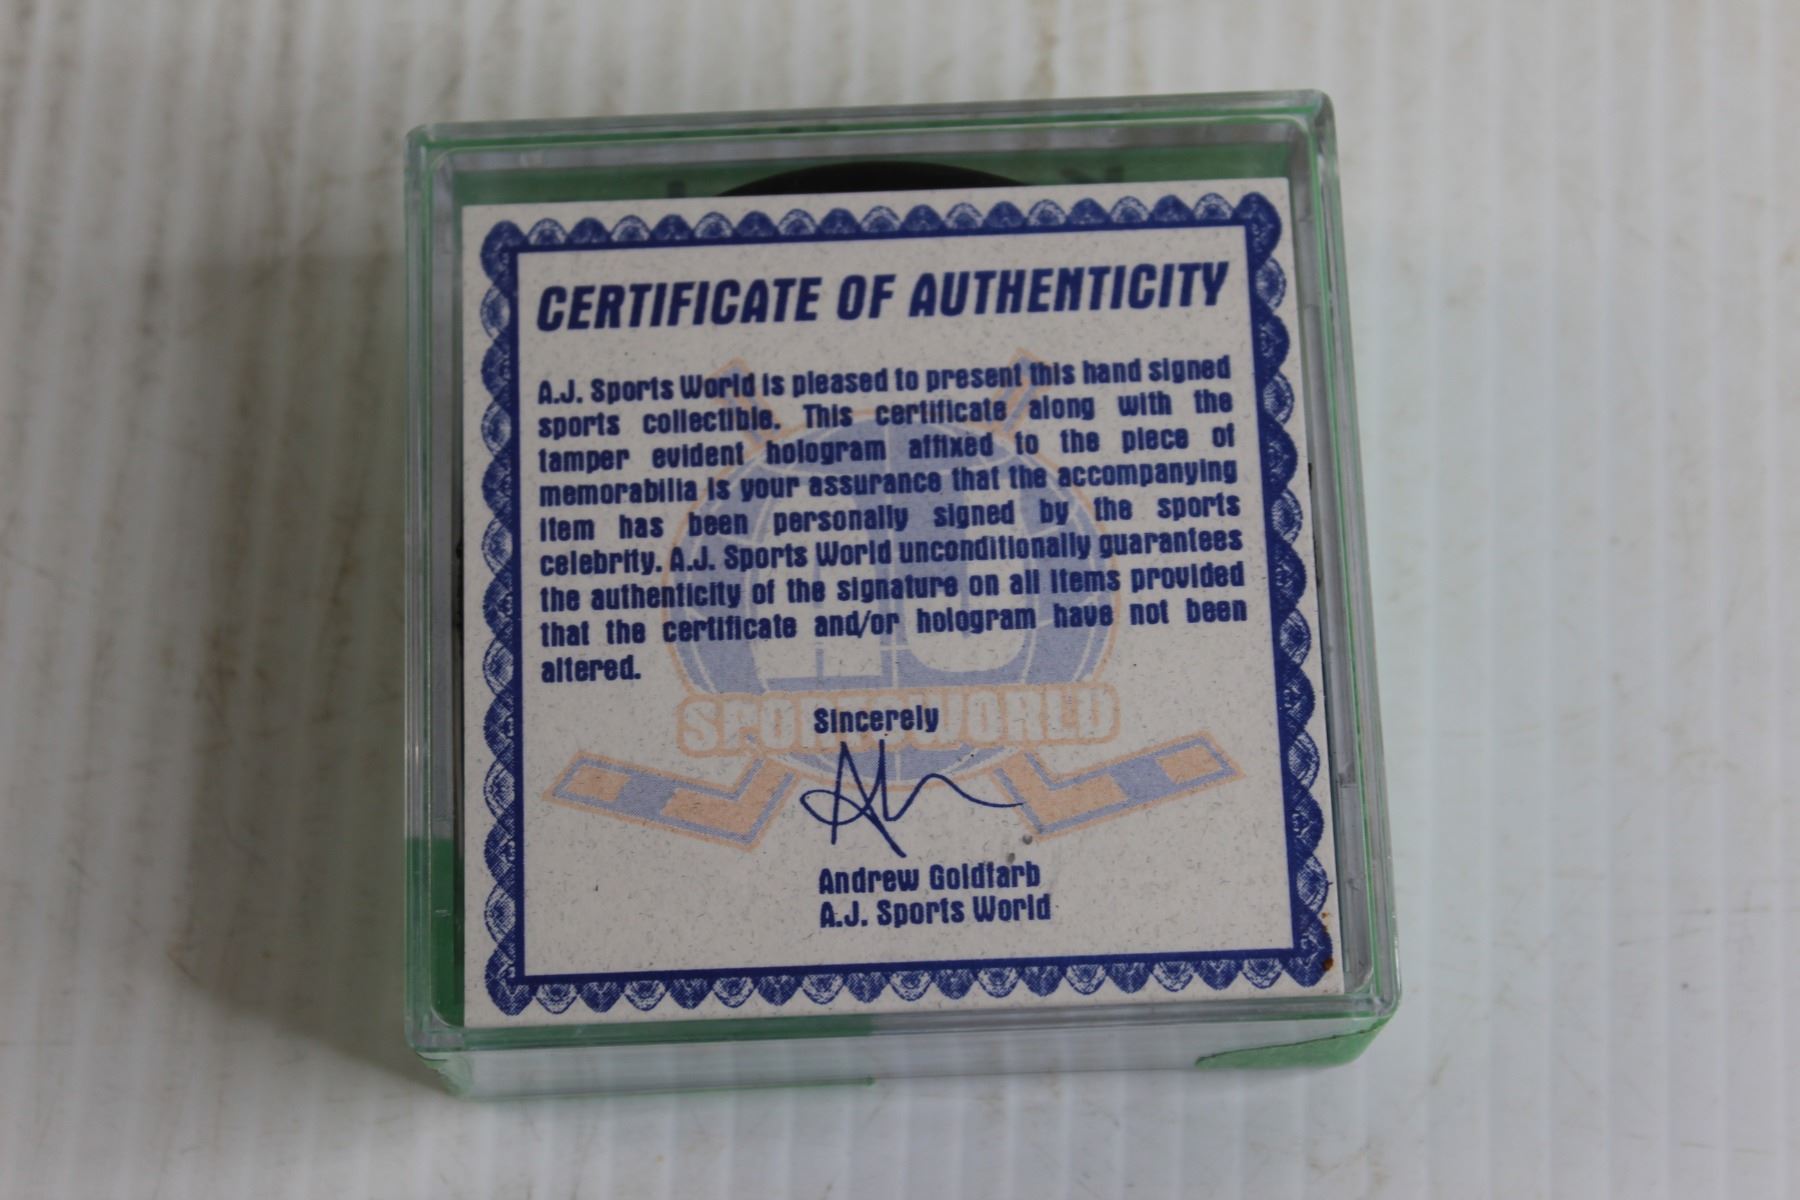 CERTIFICATE OF AUTHENTICITY
A.J. Sports World is pleased to present this hand signed
sports collectible. This certificate along with the
tamper evident hologram affixed to the piece of
memorabilia is your assurance that the accompanying
item has been personally signed by the sports
celebrity. A.J. Sports World unconditionally guarantees
the authenticity of the signature on all items provided
that the certificate and/or hologram have not been
altered.
SPORTS WORLD
Sincerely
Andrew Goldfarb
A.J. Sports World